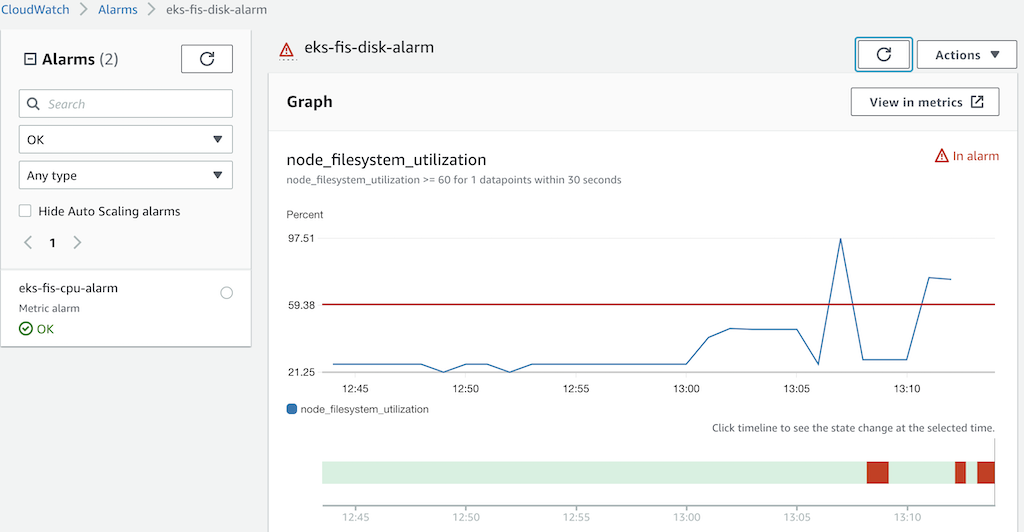 CloudWatch > Alarms > eks-fis-disk-alarm
Alarms (2)
Search
OK
Any type
Hide Auto Scaling alarms
1
eks-fis-cpu-alarm
Metric alarm
OK
eks-fis-disk-alarm
Actions
Graph
View in metrics
node_filesystem_utilization
In alarm
node_filesystem_utilization >= 60 for 1 datapoints within 30 seconds
Percent
97.51
59.38
21.25
12:45 12:50 12:55 13:00 13:05 13:10
node_filesystem_utilization
Click timeline to see the state change at the selected time.
12:45 12:50 12:55 13:00 13:05 13:10